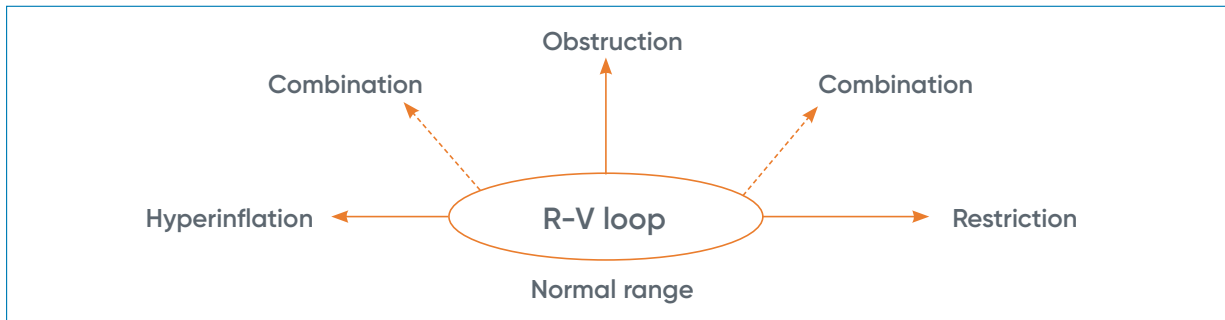 Obstruction
Combination
Combination
Hyperinflation
R-V loop
Restriction
Normal range